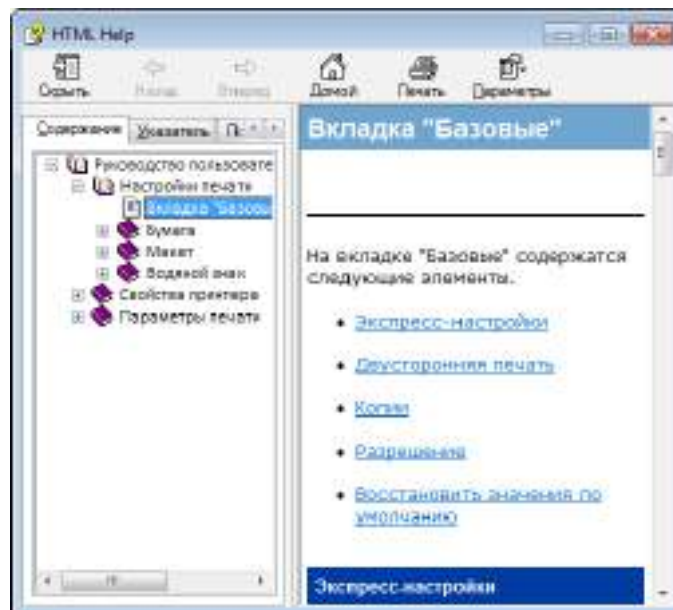 HTML Help
Скрыть Назад Вперед Домой Печать Параметры
Содержание Указатель П
Руководство пользовате
Настройки печати
Вкладка "Базовы
Бумага
Макет
Водяной знак
Свойства принтера
Параметры печати
Вкладка "Базовые"
На вкладке "Базовые" содержатся
следующие элементы.
• Экспресс-настройки
• Двусторонняя печать
• Копии
• Разрешение
• Восстановить значения по
умолчанию
Экспресс-настройки